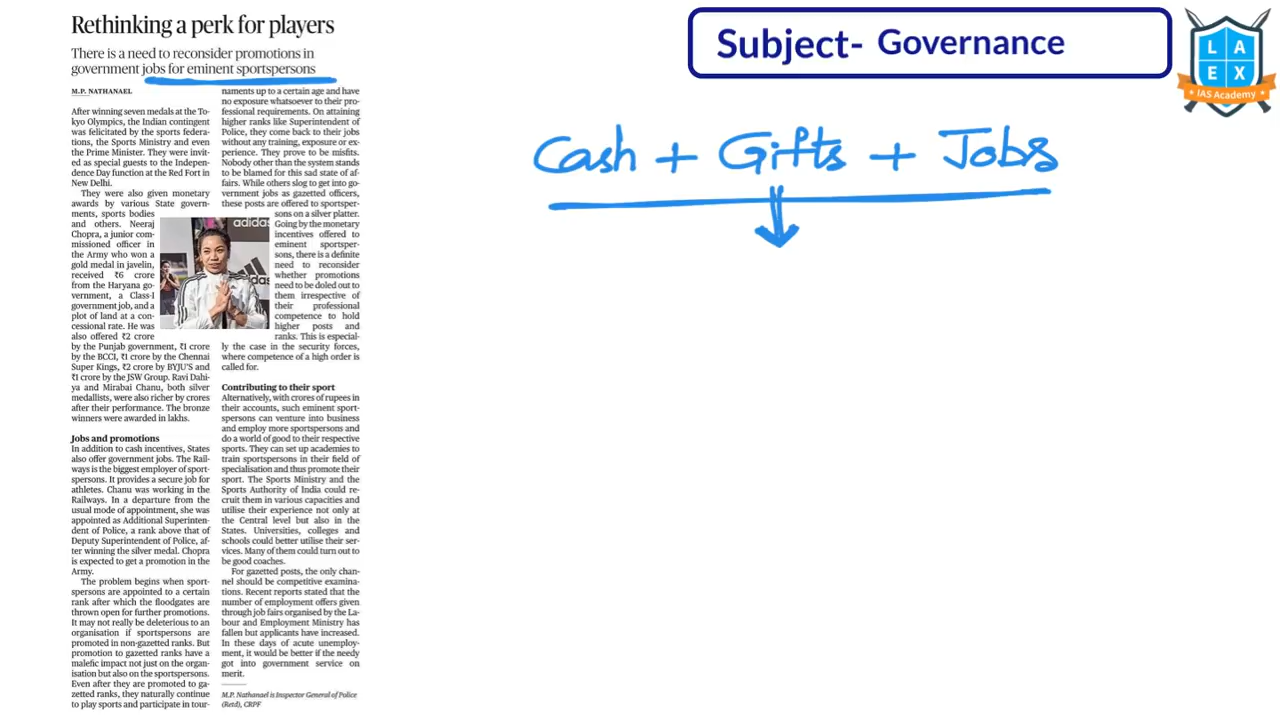 Rethinking a perk for players
There is a need to reconsider promotions in
government jobs for eminent sportspersons
M.P. NATHANAEL
After winning seven medals at the To-
kyo Olympics, the Indian contingent
was felicitated by the sports federa-
tions, the Sports Ministry and even
the Prime Minister. They were invit-
ed as special guests to the Indepen-
dence Day function at the Red Fort in
New Delhi.
They were also given monetary
awards by various State govern-
ments, sports bodies
and others. Neeraj
Chopra, a junior com-
missioned officer in
the Army who won a
gold medal in javelin,
received ₹6 crore
from the Haryana go-
vernment, a Class-I
government job, and a
plot of land at a con-
cessional rate. He was
also offered ₹2 crore
by the Punjab government, ₹1 crore
by the BCCI, ₹1 crore by the Chennai
Super Kings, ₹2 crore by BYJU'S and
₹1 crore by the JSW Group. Ravi Dahi-
ya and Mirabai Chanu, both silver
medallists, were also richer by crores
after their performance. The bronze
winners were awarded in lakhs.
Jobs and promotions
In addition to cash incentives, States
also offer government jobs. The Rail-
ways is the biggest employer of sport-
spersons. It provides a secure job for
athletes. Chanu was working in the
Railways. In a departure from the
usual mode of appointment, she was
appointed as Additional Superinten-
dent of Police, a rank above that of
Deputy Superintendent of Police, af-
ter winning the silver medal. Chopra
is expected to get a promotion in the
Army.
The problem begins when sport-
spersons are appointed to a certain
rank after which the floodgates are
thrown open for further promotions.
It may not really be deleterious to an
organisation if sportspersons are
promoted in non-gazetted ranks. But
promotion to gazetted ranks have a
malefic impact not just on the organ-
isation but also on the sportspersons.
Even after they are promoted to ga-
zetted ranks, they naturally continue
to play sports and participate in tour-
naments up to a certain age and have
no exposure whatsoever to their pro-
fessional requirements. On attaining
higher ranks like Superintendent of
Police, they come back to their jobs
without any training, exposure or ex-
perience. They prove to be misfits.
Nobody other than the system stands
to be blamed for this sad state of af-
fairs. While others slog to get into go-
vernment jobs as gazetted officers,
these posts are offered to sportsper-
sons on a silver platter.
Going by the monetary
incentives offered to
eminent sportsper-
sons, there is a definite
need to reconsider
whether promotions
need to be doled out to
them irrespective of
their professional
competence to hold
higher posts and
ranks. This is especial-
ly the case in the security forces,
where competence of a high order is
called for.
Contributing to their sport
Alternatively, with crores of rupees in
their accounts, such eminent sport-
spersons can venture into business
and employ more sportspersons and
do a world of good to their respective
sports. They can set up academies to
train sportspersons in their field of
specialisation and thus promote their
sport. The Sports Ministry and the
Sports Authority of India could re-
cruit them in various capacities and
utilise their experience not only at
the Central level but also in the
States. Universities, colleges and
schools could better utilise their ser-
vices. Many of them could turn out to
be good coaches.
For gazetted posts, the only chan-
nel should be competitive examina-
tions. Recent reports stated that the
number of employment offers given
through job fairs organised by the La-
bour and Employment Ministry has
fallen but applicants have increased.
In these days of acute unemploy-
ment, it would be better if the needy
got into government service on
merit.
M.P. Nathanael is Inspector General of Police
(Retd), CRPF
adidas
das
Subject- Governance
Cash + Gifts + Jobs
L A
E X
IAS Academy